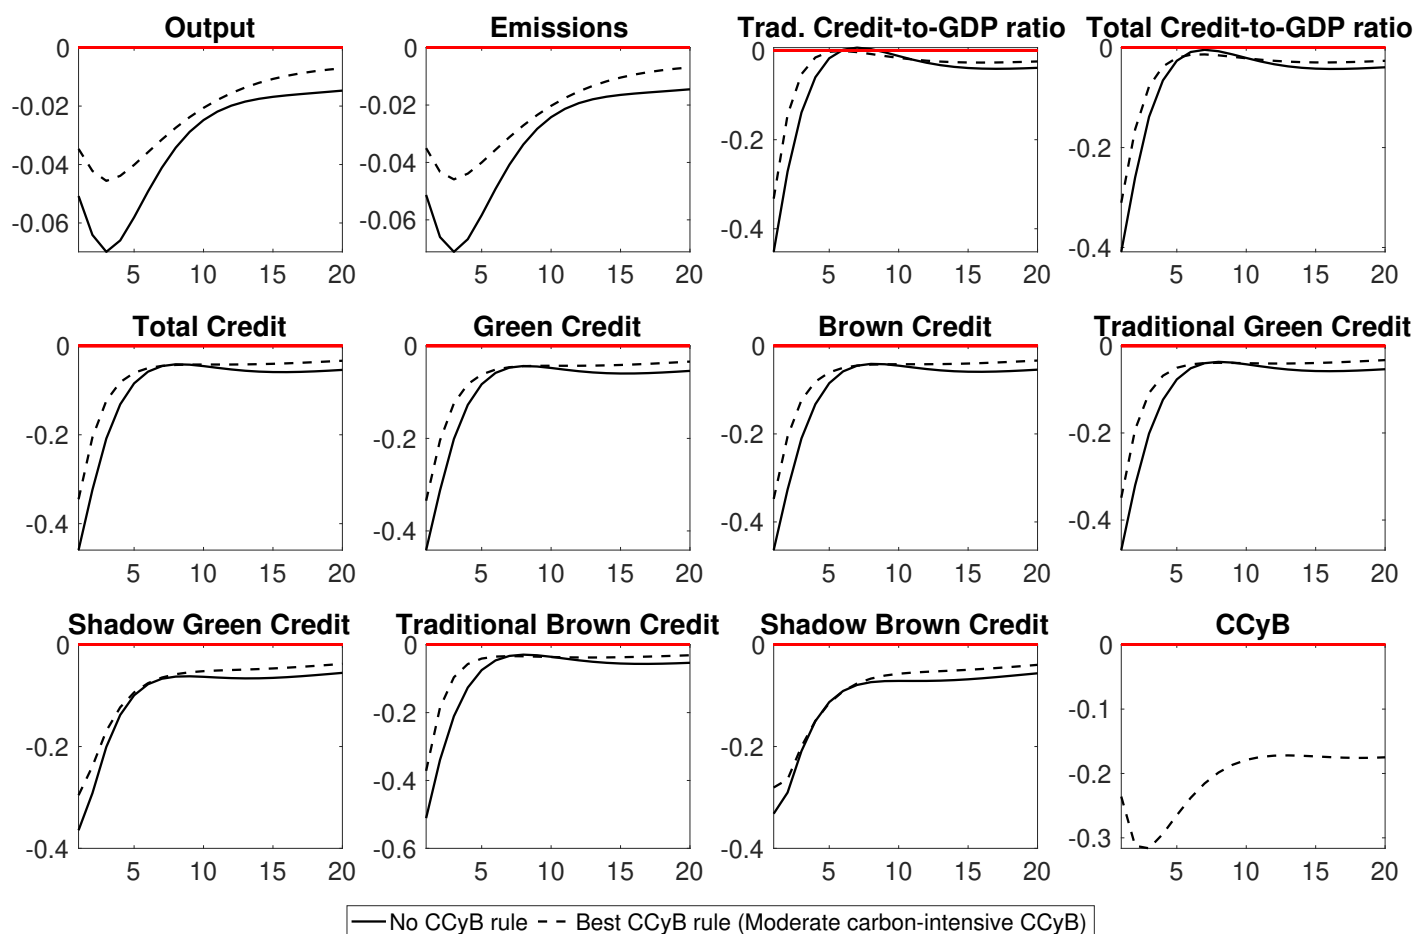 Output Emissions Trad. Credit-to-GDP ratio Total Credit-to-GDP ratio
0 0 0 0
-0.02 -0.02 -0.2 -0.2
-0.04 -0.04 -0.4 -0.4
-0.06 -0.06
5 10 15 20 5 10 15 20 5 10 15 20 5 10 15 20
Total Credit Green Credit Brown Credit Traditional Green Credit
0 0 0 0
-0.2 -0.2 -0.2 -0.2
-0.4 -0.4 -0.4 -0.4
5 10 15 20 5 10 15 20 5 10 15 20 5 10 15 20
Shadow Green Credit Traditional Brown Credit Shadow Brown Credit CCyB
0 0 0 0
-0.2 -0.2 -0.2 -0.1
-0.4 -0.4 -0.4 -0.2
-0.6 -0.3
5 10 15 20 5 10 15 20 5 10 15 20 5 10 15 20
No CCyB rule Best CCyB rule (Moderate carbon-intensive CCyB)